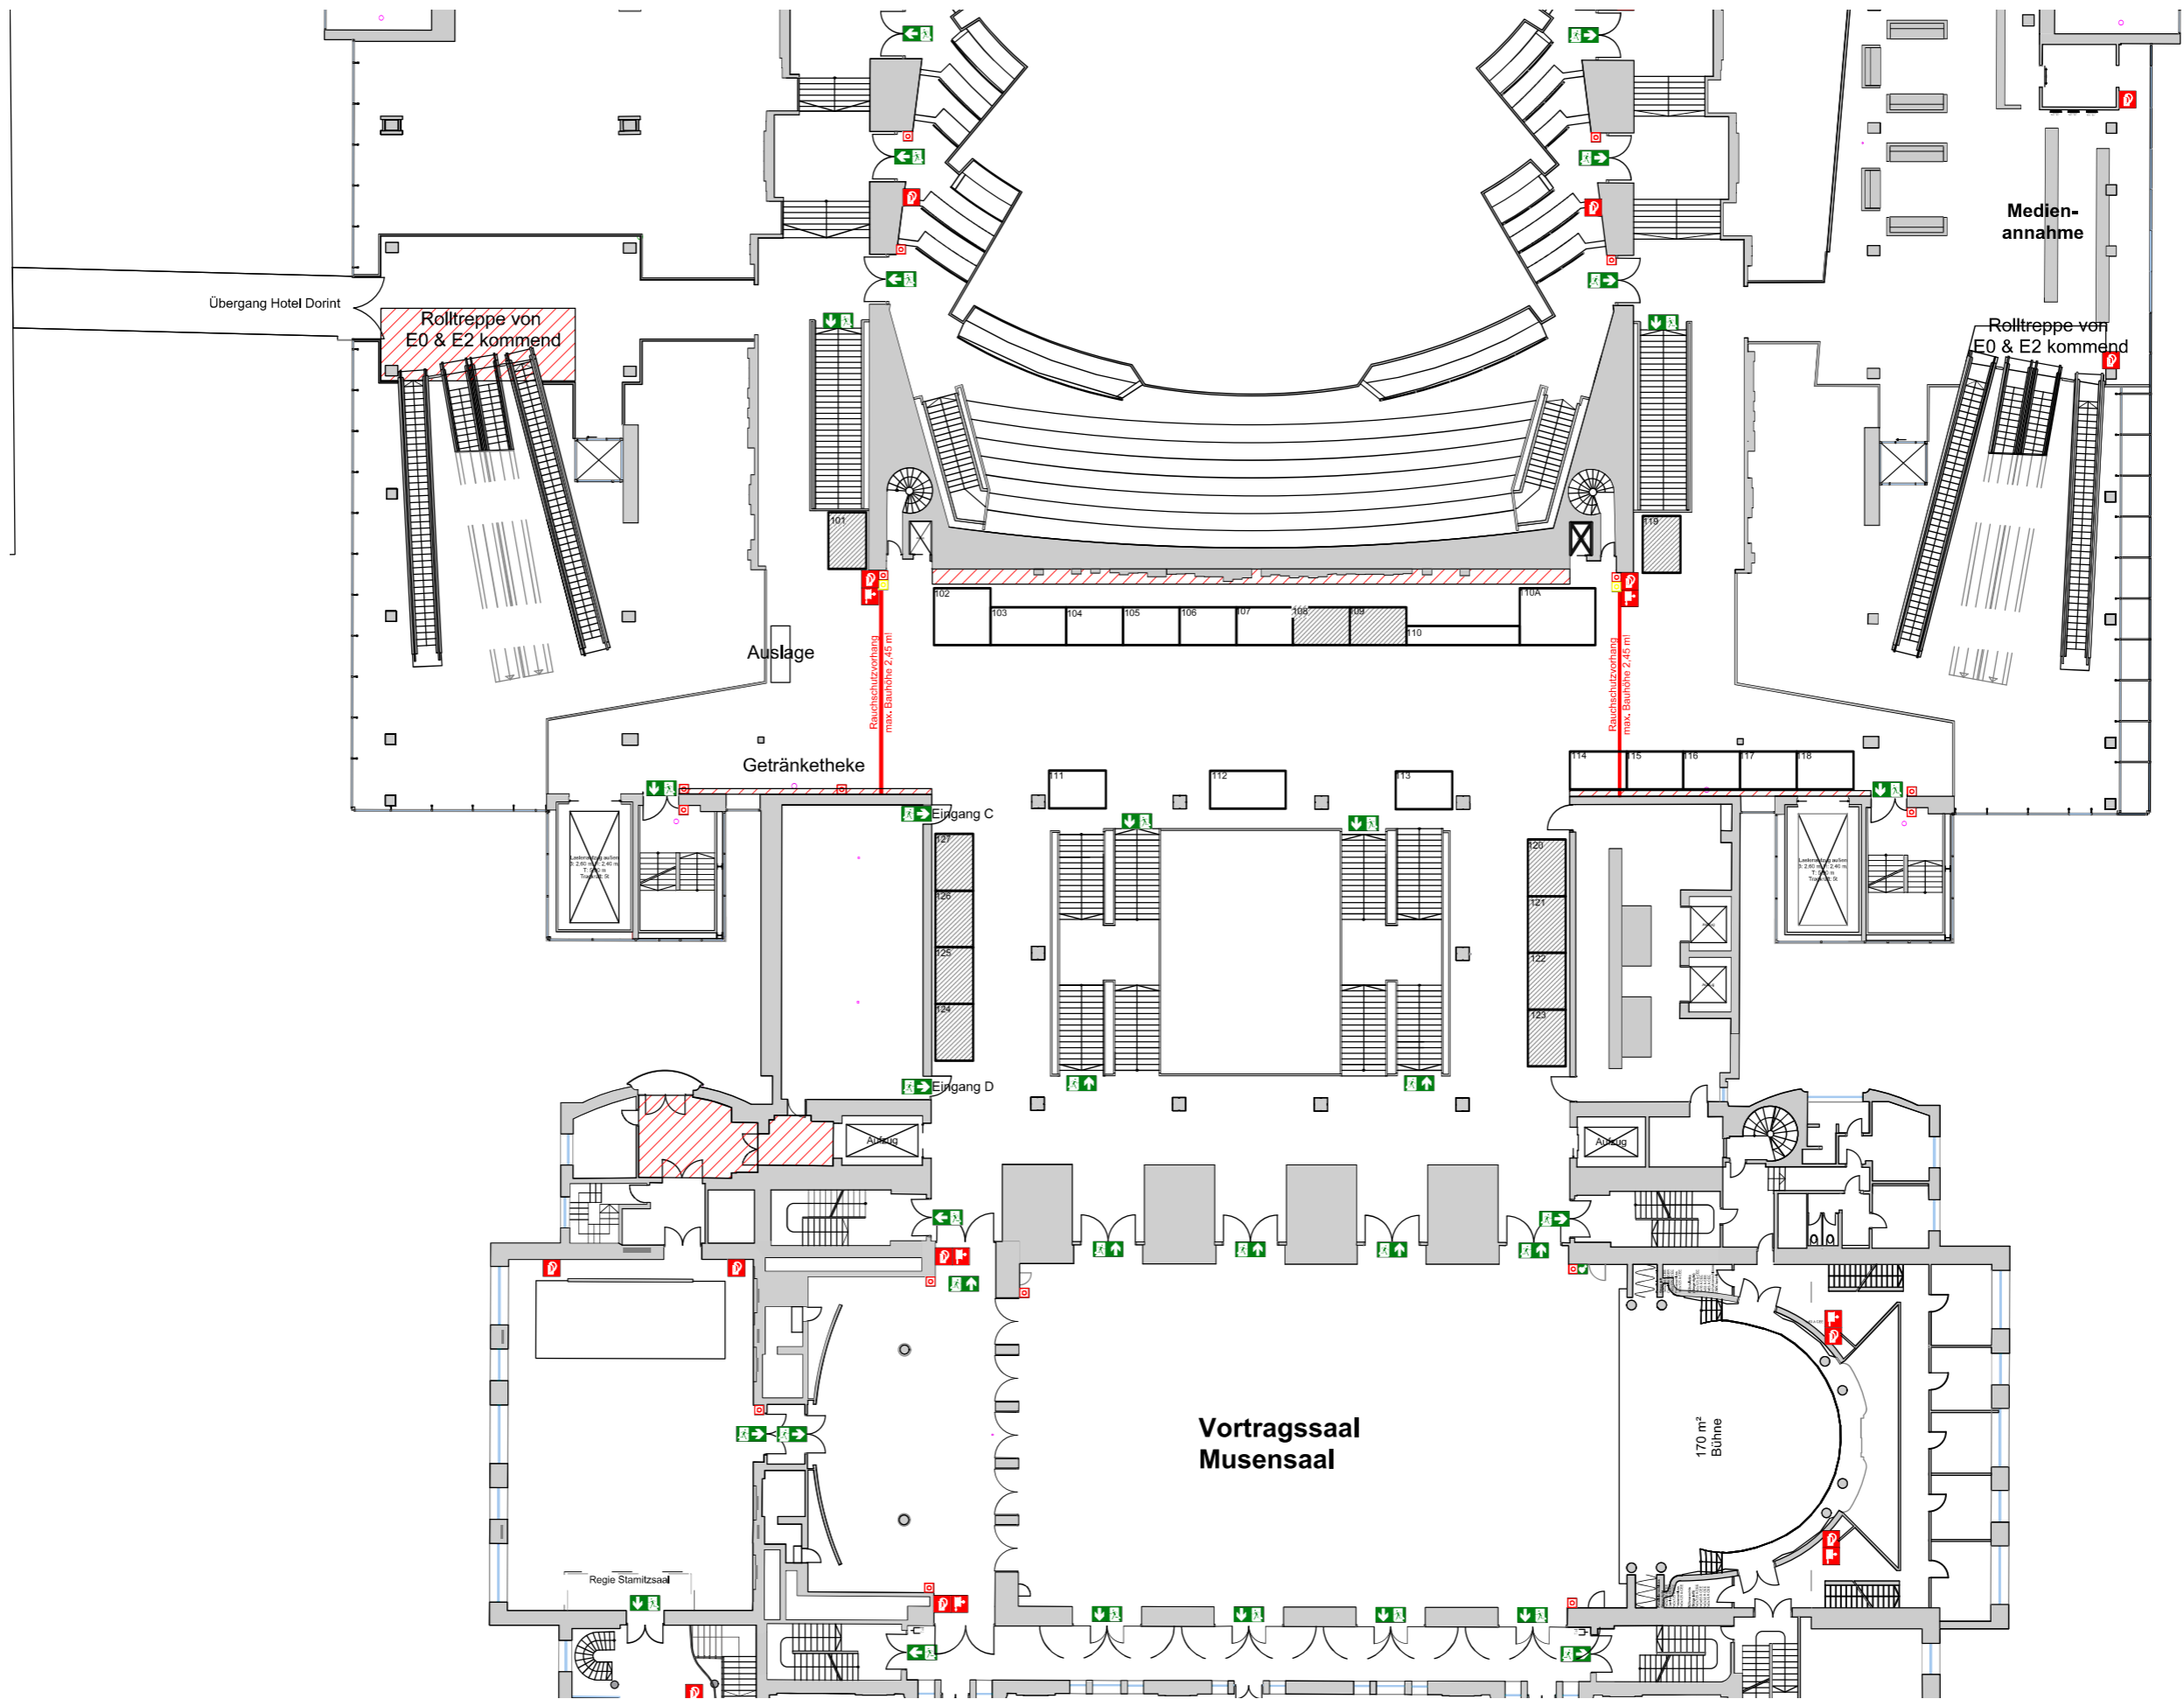 Medien-
annahme
Übergang Hotel Dorint
Rolltreppe von
E0 & E2 kommend
Rolltreppe von
E0 & E2 kommend
101
119
102
103
104
105
106
107
108
109
110
110A
Auslage
Rauchschutzvorhang
max. Bauhöhe 2,45 m!
Rauchschutzvorhang
max. Bauhöhe 2,45 m!
Getränketheke
111
112
113
114
115
116
117
118
Eingang C
127
126
125
124
120
121
122
123
Eingang D
Aufzug
Aufzug
Vortragssaal
Musensaal
170 m²
Bühne
Regie Stamitzsaal